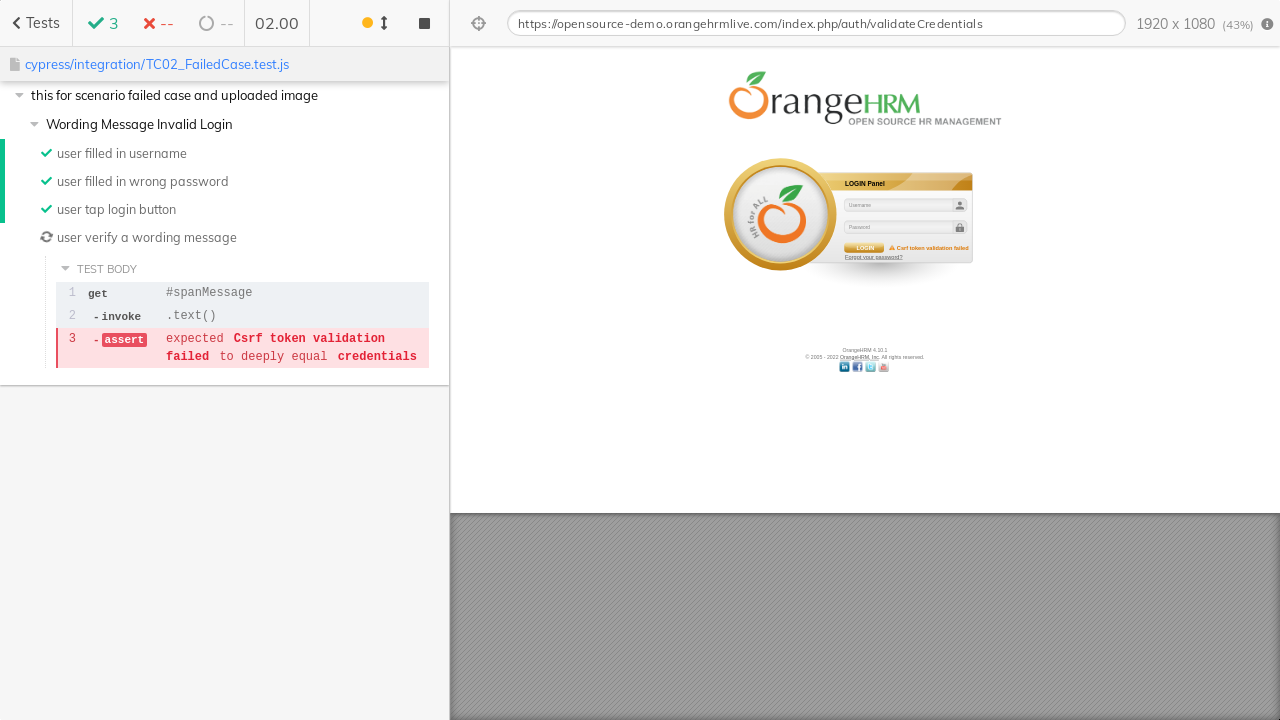 Tests
3
--
--
02.00
https://opensource-demo.orangehrmlive.com/index.php/auth/validateCredentials
1920 x 1080 (43%)
cypress/integration/TC02_FailedCase.test.js
this for scenario failed case and uploaded image
Wording Message Invalid Login
user filled in username
user filled in wrong password
user tap login button
user verify a wording message
TEST BODY
1 get #spanMessage
2 -invoke .text()
3 -assert expected Csrf token validation
failed to deeply equal credentials
OrangeHRM
OPEN SOURCE HR MANAGEMENT
HR for ALL
LOGIN Panel
Username
Password
LOGIN Csrf token validation failed
Forgot your password?
OrangeHRM 4.10.1
© 2005 - 2022 OrangeHRM, Inc. All rights reserved.
in f t